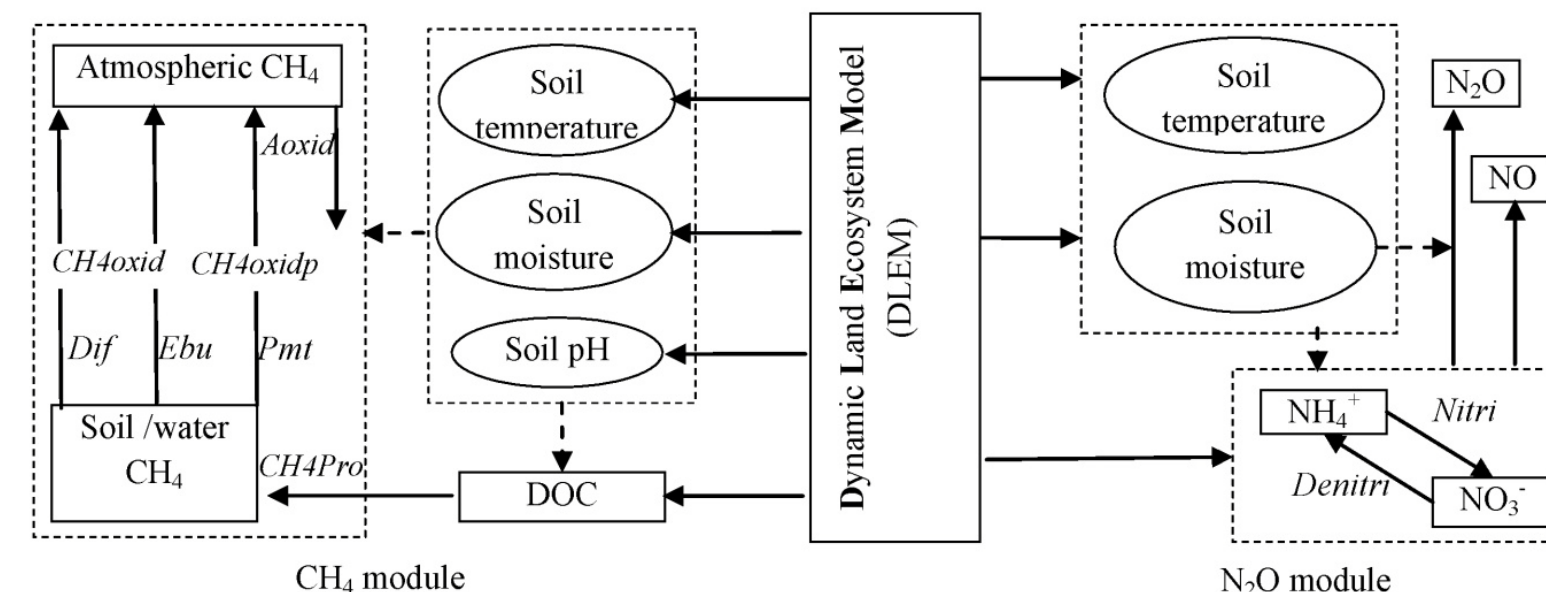 Atmospheric CH₄
Aoxid
CH4oxid
CH4oxidp
Dif
Ebu
Pmt
Soil /water
CH₄
CH4Pro
Soil
temperature
Soil
moisture
Soil pH
DOC
CH₄ module
Dynamic Land Ecosystem Model
(DLEM)
Soil
temperature
Soil
moisture
N₂O
NO
NH₄⁺
Nitri
Denitri
NO₃⁻
N₂O module